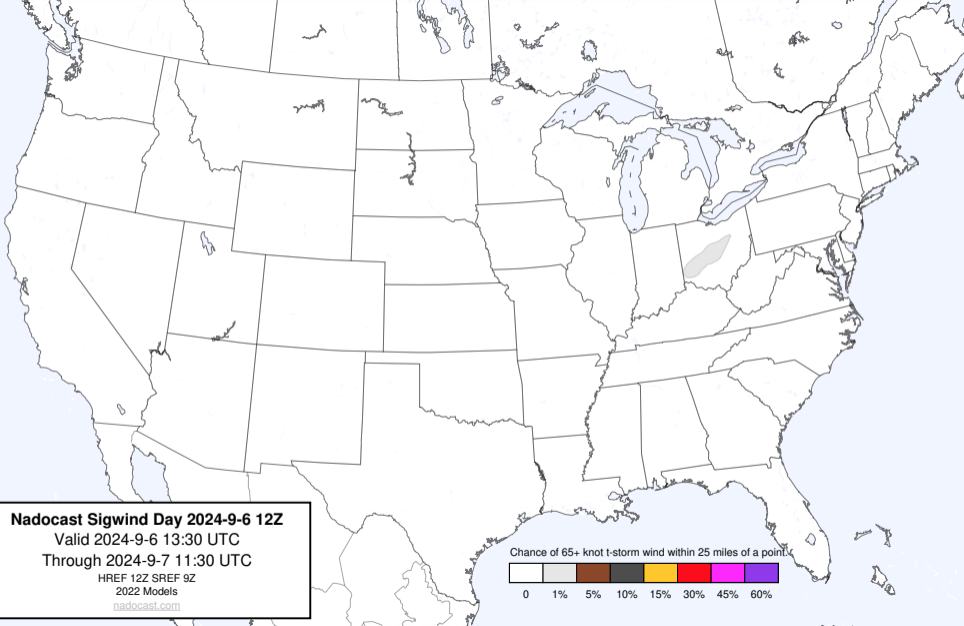 Nadocast Sigwind Day 2024-9-6 12Z
Valid 2024-9-6 13:30 UTC
Through 2024-9-7 11:30 UTC
HREF 12Z SREF 9Z
2022 Models
nadocast.com
Chance of 65+ knot t-storm wind within 25 miles of a point.
0 1% 5% 10% 15% 30% 45% 60%